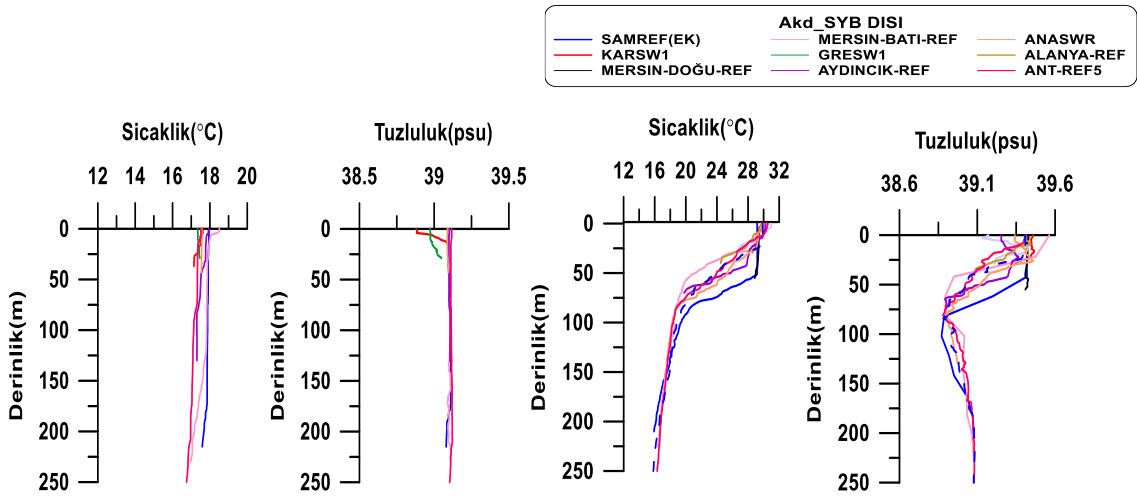 Akd_SYB DISI
SAMREF(EK) MERSIN-BATI-REF ANASWR
KARSW1 GRESW1 ALANYA-REF
MERSIN-DOĞU-REF AYDINCIK-REF ANT-REF5
Sicaklik(°C)
12 14 16 18 20
Derinlik(m)
0
50
100
150
200
250
Tuzluluk(psu)
38.5 39 39.5
Derinlik(m)
0
50
100
150
200
250
Sicaklik(°C)
12 16 20 24 28 32
Derinlik(m)
0
50
100
150
200
250
Tuzluluk(psu)
38.6 39.1 39.6
Derinlik(m)
0
50
100
150
200
250